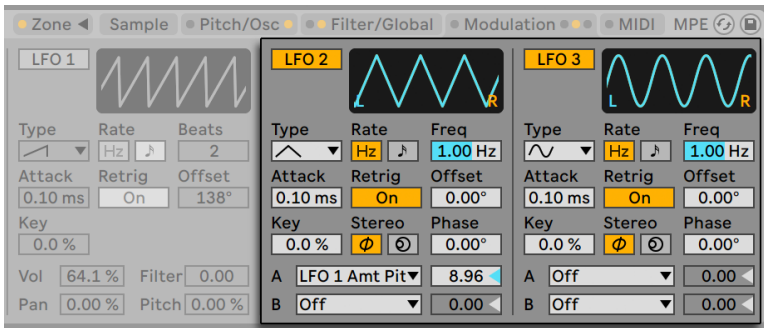 Zone Sample Pitch/Osc Filter/Global Modulation MIDI MPE
LFO 1
Type Rate Beats
Hz 2
Attack Retrig Offset
0.10 ms On 138°
Key
0.0 %
Vol 64.1 % Filter 0.00
Pan 0.00 % Pitch 0.00 %
LFO 2
L R
Type Rate Freq
Hz 1.00 Hz
Attack Retrig Offset
0.10 ms On 0.00°
Key Stereo Phase
0.0 % Φ 0.00°
A LFO 1 Amt Pit 8.96
B Off 0.00
LFO 3
L R
Type Rate Freq
Hz 1.00 Hz
Attack Retrig Offset
0.10 ms On 0.00°
Key Stereo Phase
0.0 % Φ 0.00°
A Off 0.00
B Off 0.00